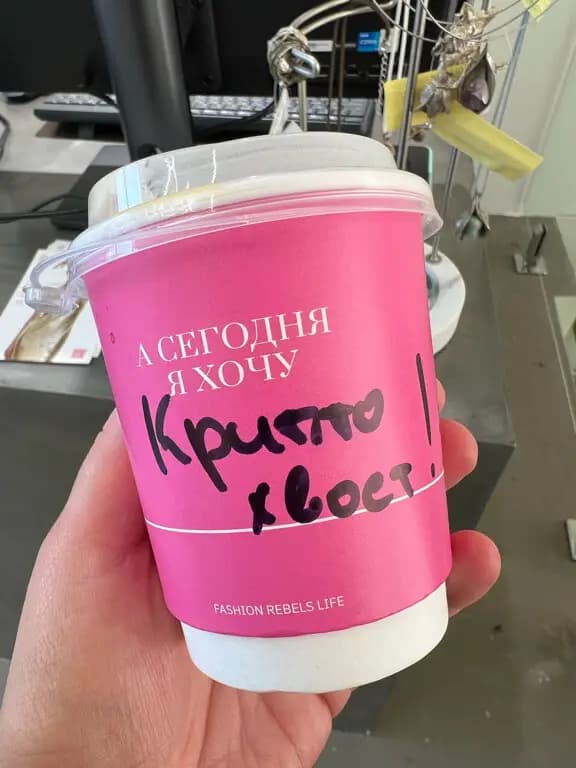 А СЕГОДНЯ
Я ХОЧУ
Крипто
хвост!
FASHION REBELS LIFE